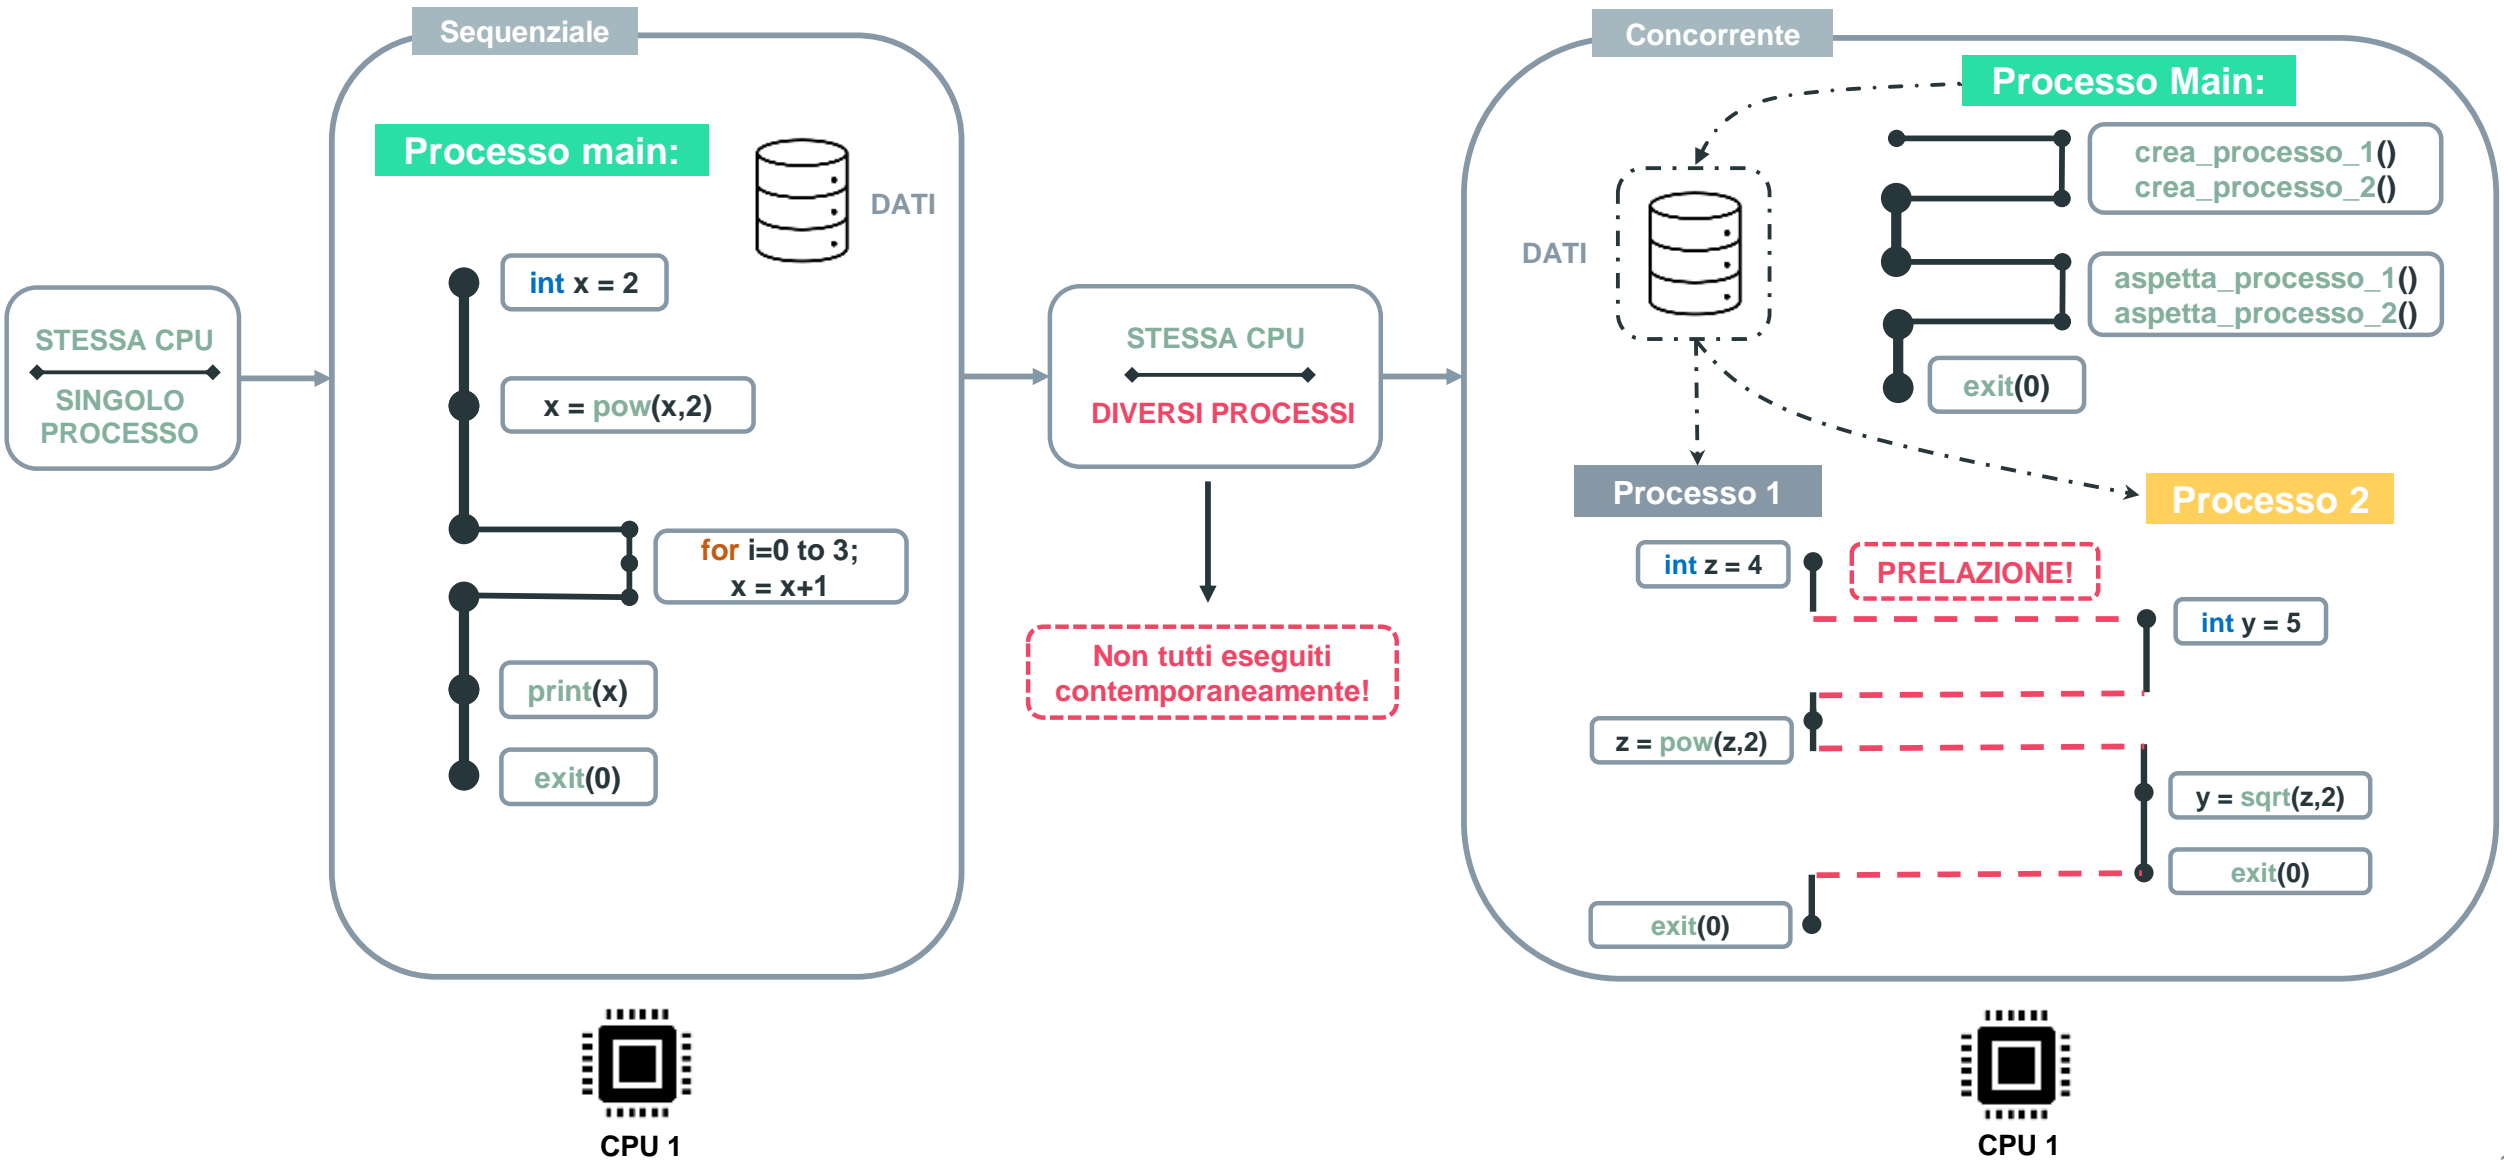 Sequenziale
Processo main:
DATI
int x = 2
x = pow(x,2)
for i=0 to 3;
x = x+1
print(x)
exit(0)
CPU 1
STESSA CPU
SINGOLO
PROCESSO
STESSA CPU
DIVERSI PROCESSI
Non tutti eseguiti
contemporaneamente!
Concorrente
Processo Main:
crea_processo_1()
crea_processo_2()
DATI
aspetta_processo_1()
aspetta_processo_2()
exit(0)
Processo 1
Processo 2
int z = 4
PRELAZIONE!
int y = 5
z = pow(z,2)
y = sqrt(z,2)
exit(0)
exit(0)
CPU 1